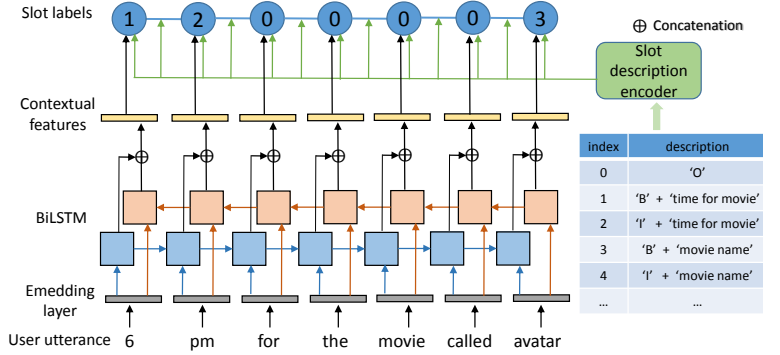 Slot labels
1 2 0 0 0 0 3
⊕ Concatenation
Slot
description
encoder
Contextual
features
index description
0 'O'
1 'B' + 'time for movie'
2 'I' + 'time for movie'
3 'B' + 'movie name'
4 'I' + 'movie name'
... ...
BiLSTM
Emedding
layer
User utterance 6 pm for the movie called avatar